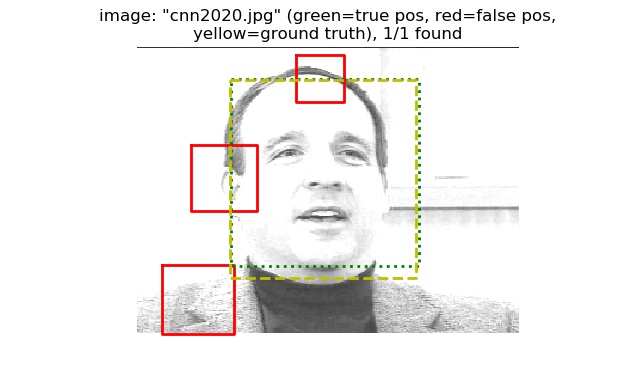 image: "cnn2020.jpg" (green=true pos, red=false pos,
yellow=ground truth), 1/1 found